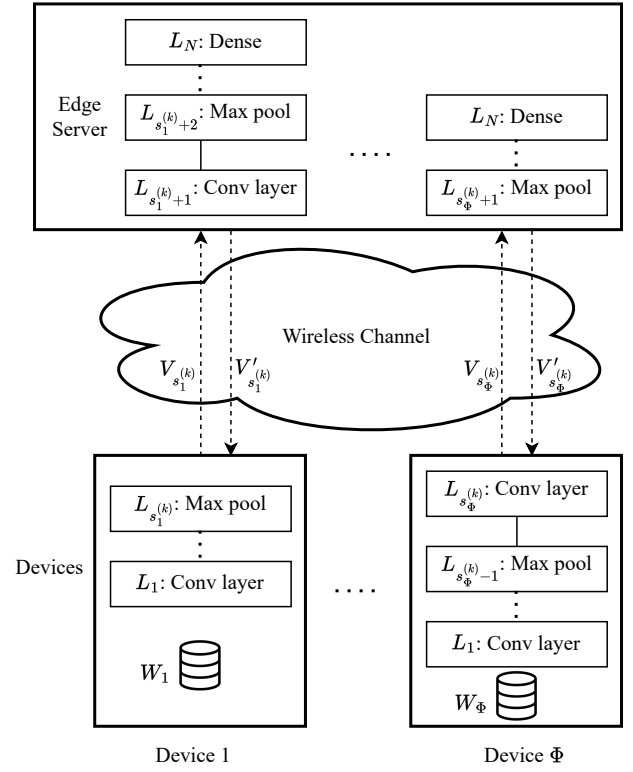 L_N: Dense
L_{s_1^{(k)}+2}: Max pool
L_{s_1^{(k)}+1}: Conv layer
Edge
Server
....
L_N: Dense
L_{s_Φ^{(k)}+1}: Max pool
Wireless Channel
V_{s_1^{(k)}}
V'_{s_1^{(k)}}
V_{s_Φ^{(k)}}
V'_{s_Φ^{(k)}}
Devices
L_{s_1^{(k)}}: Max pool
L_1: Conv layer
W_1
....
L_{s_Φ^{(k)}}: Conv layer
L_{s_Φ^{(k)}-1}: Max pool
L_1: Conv layer
W_Φ
Device 1
Device Φ